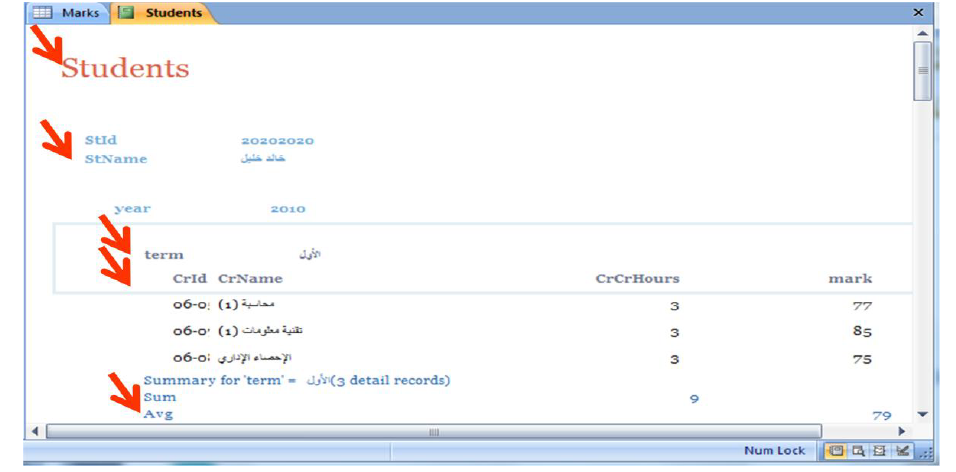 Marks Students
Students
StId 20202020
StName خالد خليل
year 2010
term الأول
CrId CrName CrCrHours mark
06-0 محاسبة (1) 3 77
06-0 تقنية معلومات (1) 3 85
06-0 الإحصاء الإداري 3 75
Summary for 'term' = الأول (3 detail records)
Sum 9
Avg 79
Num Lock